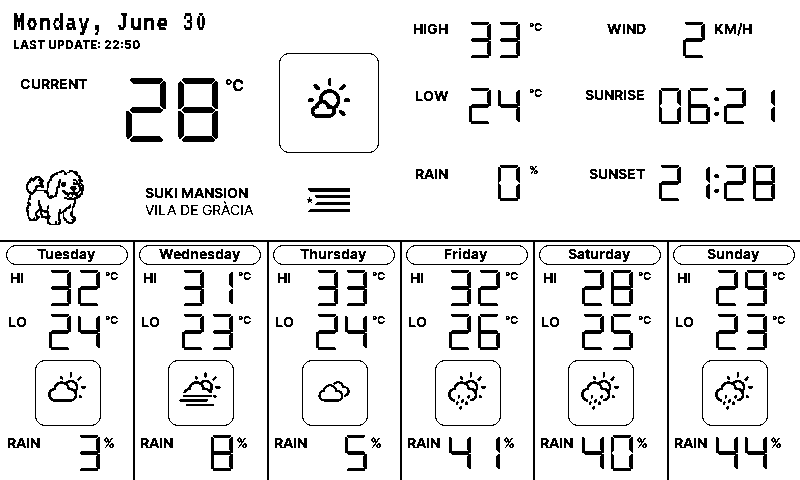 Monday, June 30
LAST UPDATE: 22:50
CURRENT 28 °C
SUKI MANSION
VILA DE GRÀCIA
HIGH 33 °C
LOW 24 °C
RAIN 0 %
WIND 2 KM/H
SUNRISE 06:21
SUNSET 21:28
Tuesday
HI 32 °C
LO 24 °C
RAIN 3 %
Wednesday
HI 31 °C
LO 23 °C
RAIN 8 %
Thursday
HI 33 °C
LO 24 °C
RAIN 5 %
Friday
HI 32 °C
LO 26 °C
RAIN 41 %
Saturday
HI 28 °C
LO 25 °C
RAIN 40 %
Sunday
HI 29 °C
LO 23 °C
RAIN 44 %